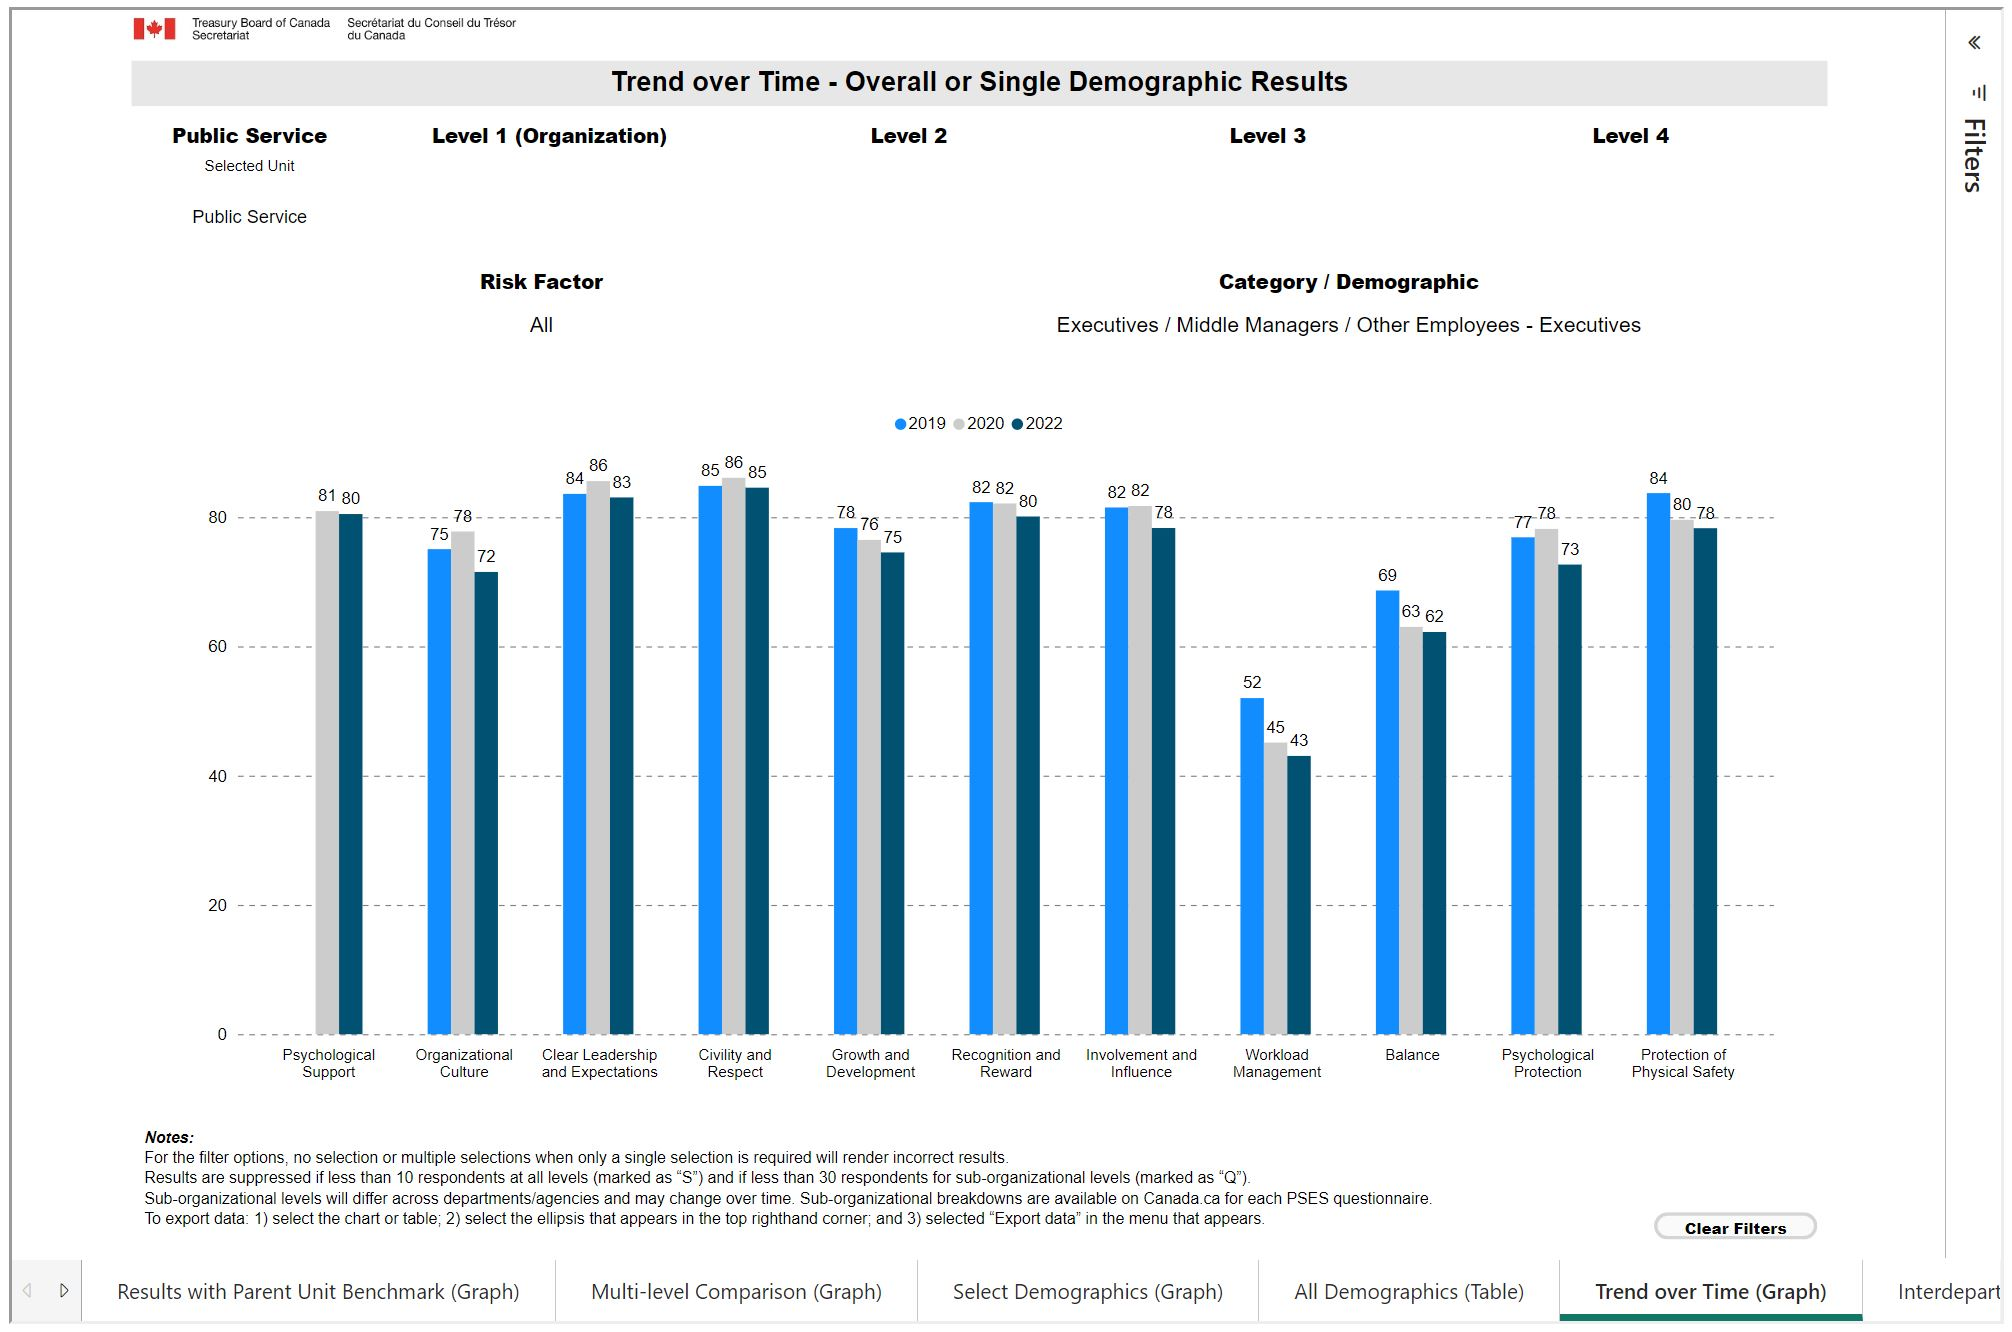 Treasury Board of Canada Secrétariat du Conseil du Trésor
Secretariat du Canada
Trend over Time - Overall or Single Demographic Results
Public Service Level 1 (Organization) Level 2 Level 3 Level 4
Selected Unit
Public Service
Risk Factor Category / Demographic
All Executives / Middle Managers / Other Employees - Executives
2019 2020 2022
81 80
75 78 72
84 86 83
85 86 85
78 76 75
82 82 80
82 82 78
52 45 43
69 63 62
77 78 73
84 80 78
80
60
40
20
0
Psychological Organizational Clear Leadership Civility and Growth and Recognition and Involvement and Workload Balance Psychological Protection of
Support Culture and Expectations Respect Development Reward Influence Management Protection Physical Safety
Notes:
For the filter options, no selection or multiple selections when only a single selection is required will render incorrect results.
Results are suppressed if less than 10 respondents at all levels (marked as “S”) and if less than 30 respondents for sub-organizational levels (marked as “Q”).
Sub-organizational levels will differ across departments/agencies and may change over time. Sub-organizational breakdowns are available on Canada.ca for each PSES questionnaire.
To export data: 1) select the chart or table; 2) select the ellipsis that appears in the top righthand corner; and 3) selected “Export data” in the menu that appears.
Clear Filters
Results with Parent Unit Benchmark (Graph) Multi-level Comparison (Graph) Select Demographics (Graph) All Demographics (Table) Trend over Time (Graph) Interdepart
Filters